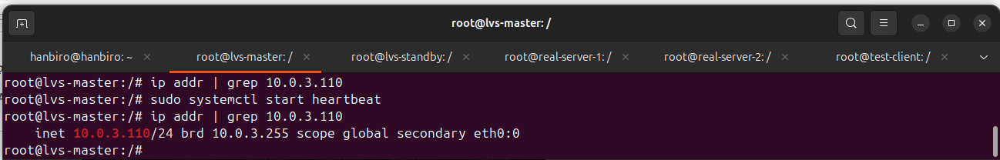 root@lvs-master: /
hanbiro@hanbiro: ~ × root@lvs-master: / × root@lvs-standby: / × root@real-server-1: / × root@real-server-2: / × root@test-client: / ×
root@lvs-master:/# ip addr | grep 10.0.3.110
root@lvs-master:/# sudo systemctl start heartbeat
root@lvs-master:/# ip addr | grep 10.0.3.110
    inet 10.0.3.110/24 brd 10.0.3.255 scope global secondary eth0:0
root@lvs-master:/#